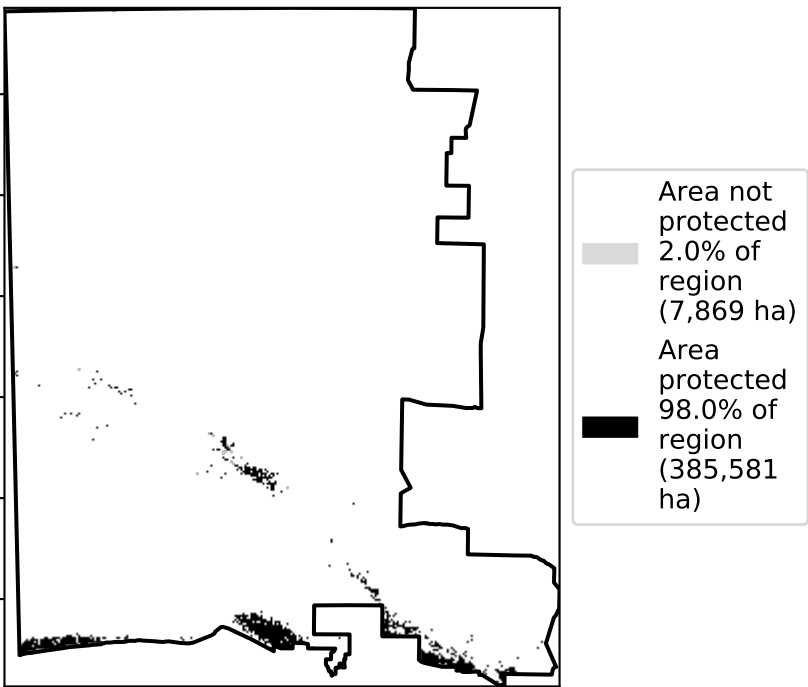 Area not
protected
2.0% of
region
(7,869 ha)
Area
protected
98.0% of
region
(385,581
ha)